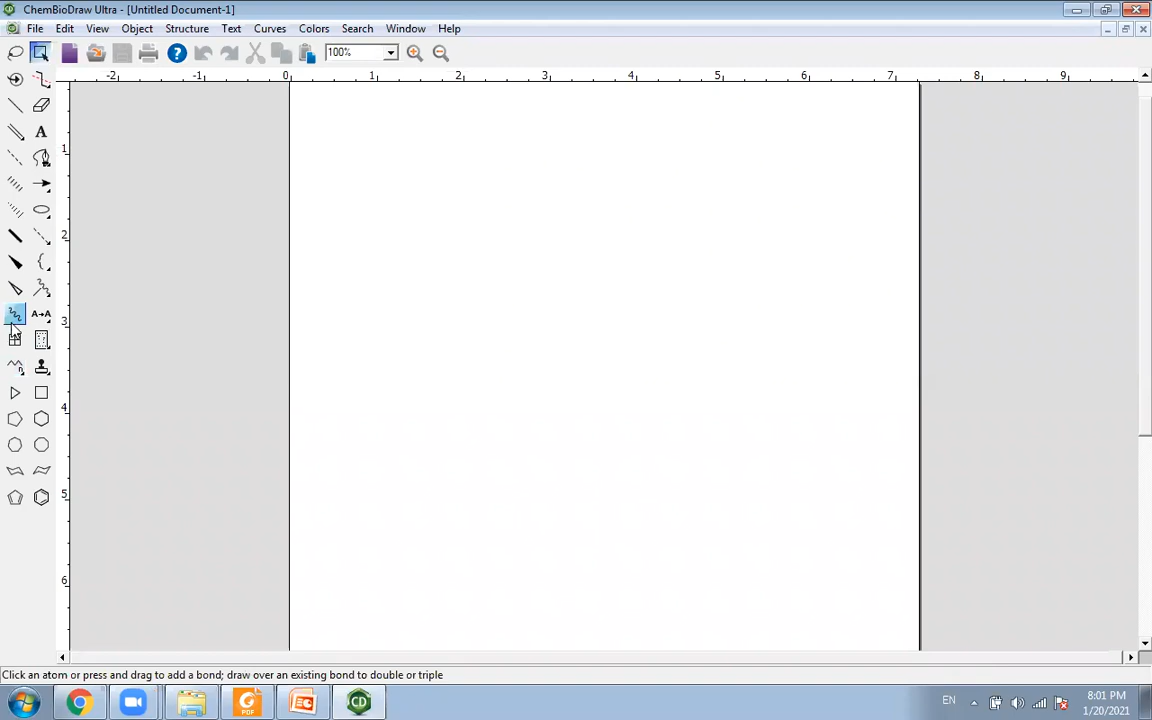 ChemBioDraw Ultra - [Untitled Document-1]
File Edit View Object Structure Text Curves Colors Search Window Help
100%
-2 -1 0 1 2 3 4 5 6 7 8 9
A
1
2
3
A→A
4
5
6
Click an atom or press and drag to add a bond; draw over an existing bond to double or triple
PDF
CD
EN
8:01 PM
1/20/2021